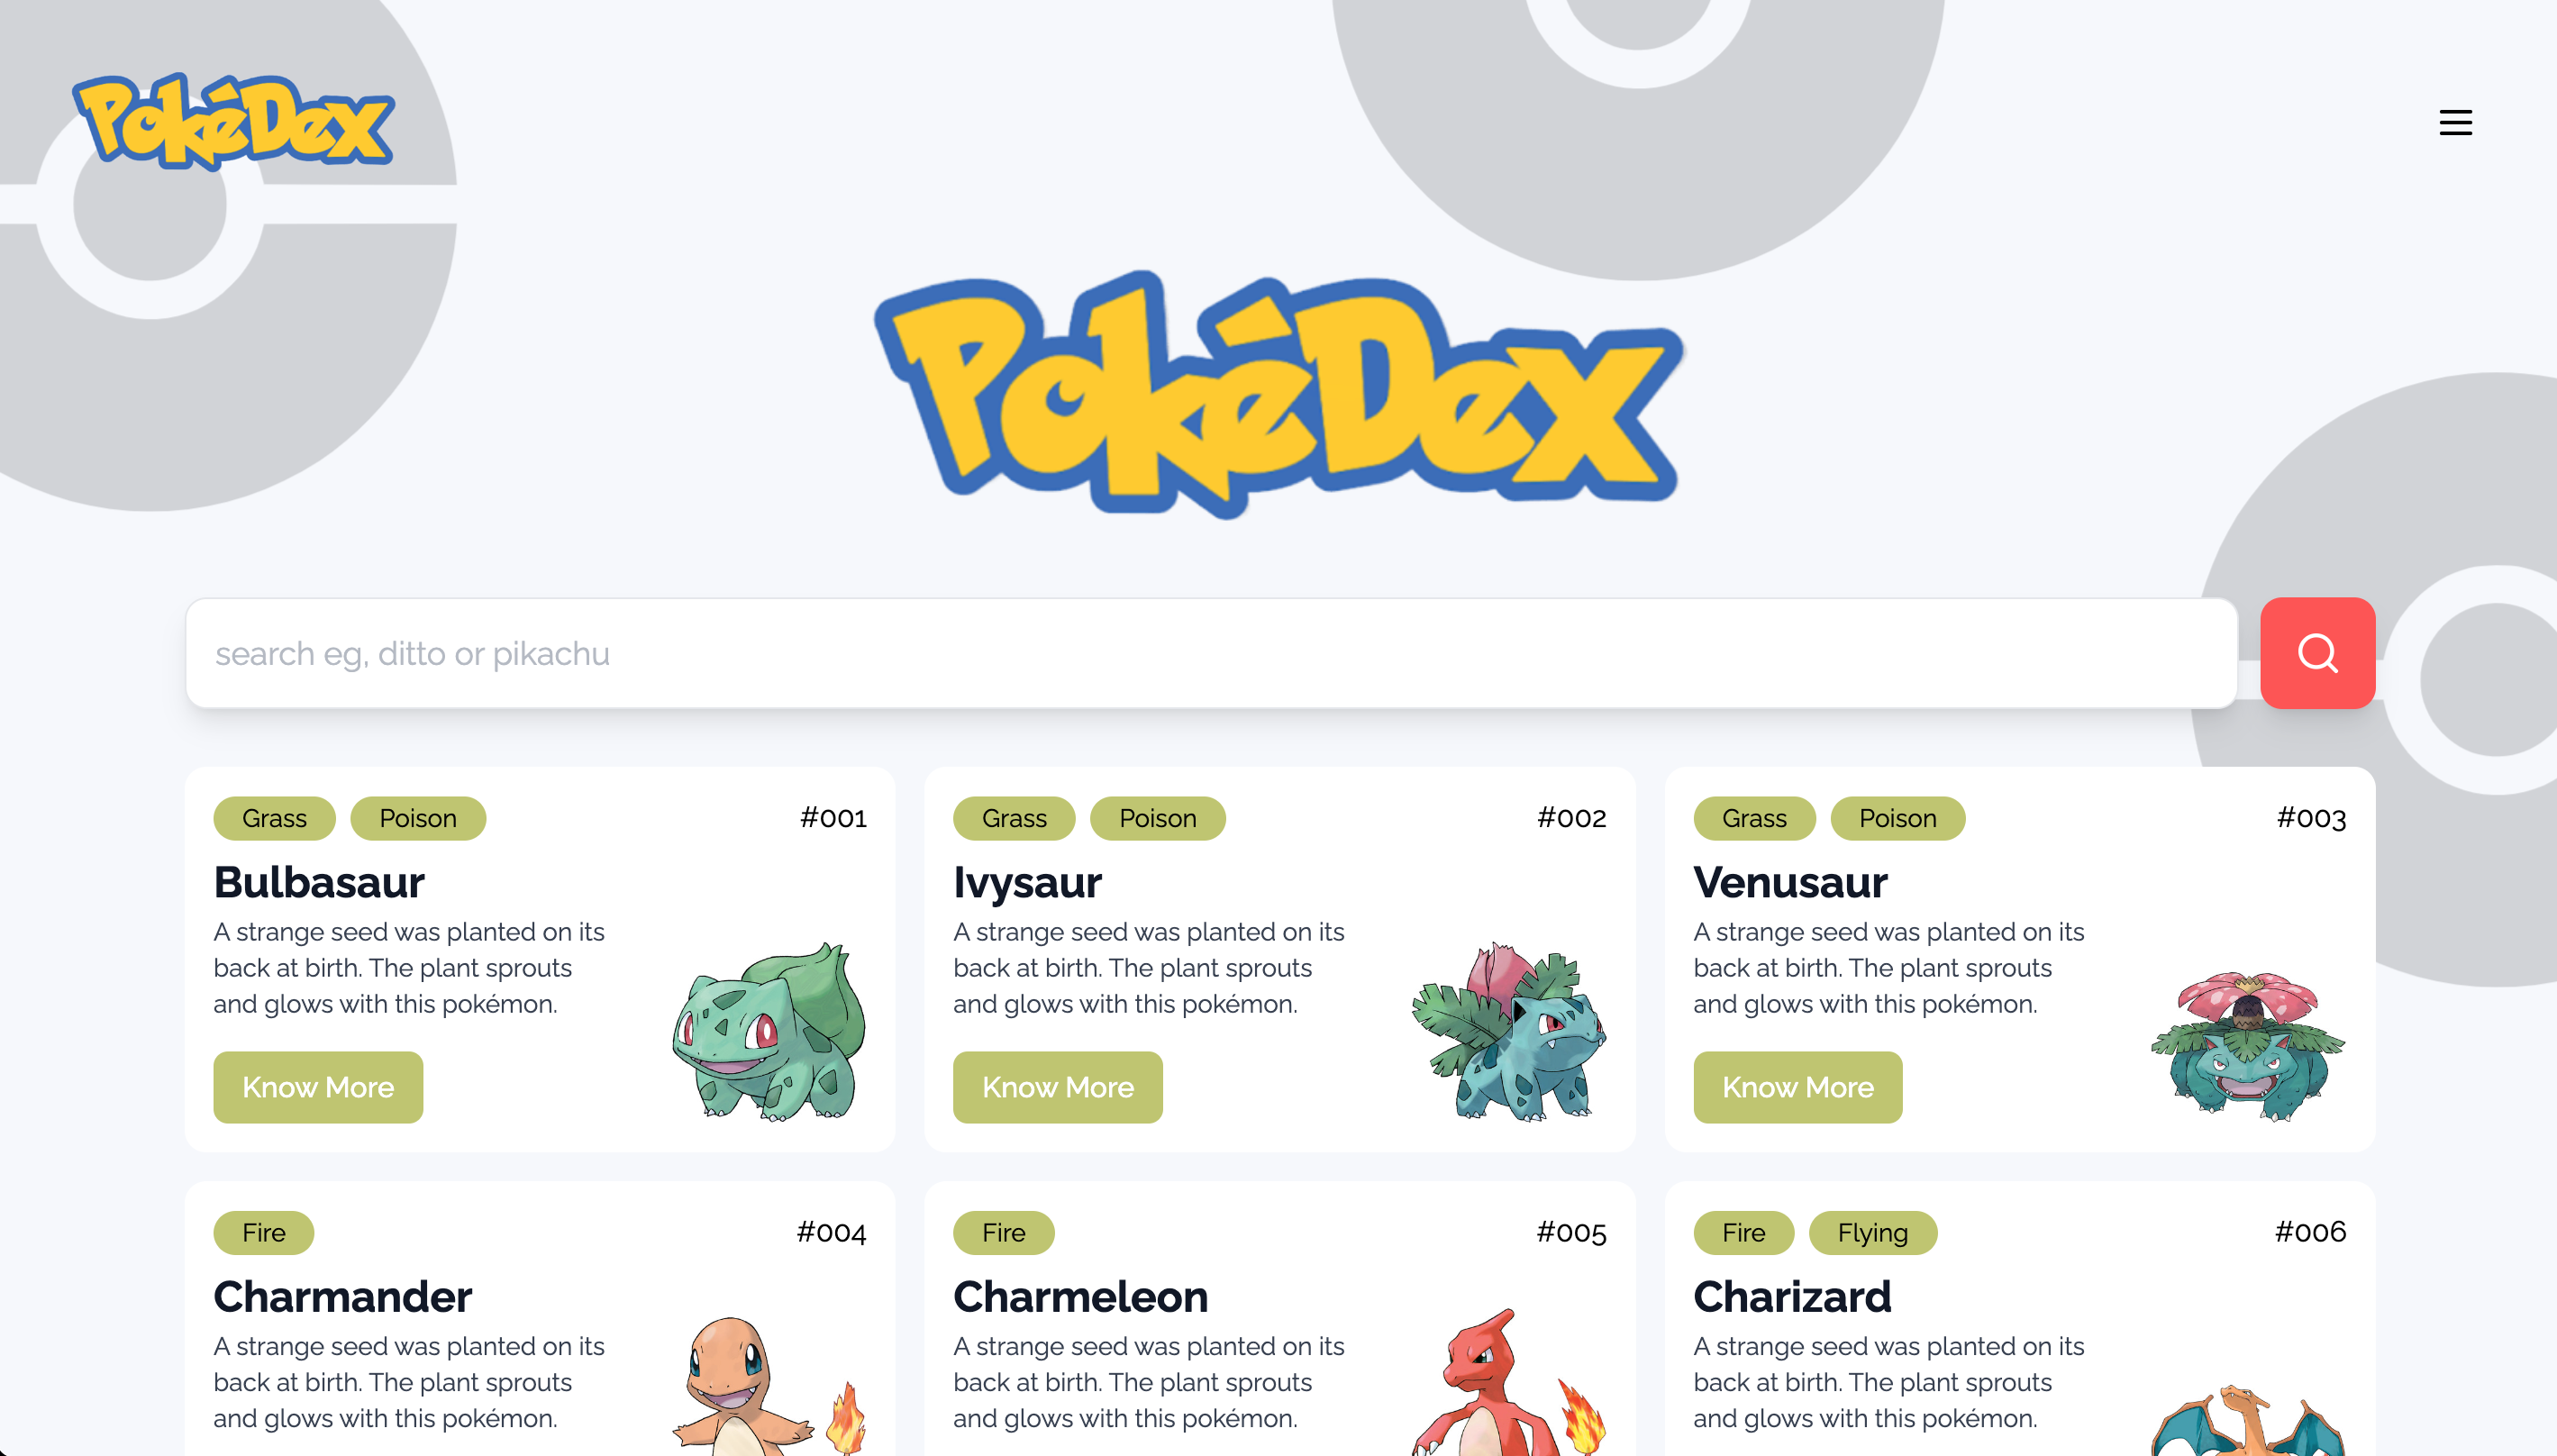 PokéDex
PokéDex
search eg, ditto or pikachu
Grass Poison #001
Bulbasaur
A strange seed was planted on its
back at birth. The plant sprouts
and glows with this pokémon.
Know More
Grass Poison #002
Ivysaur
A strange seed was planted on its
back at birth. The plant sprouts
and glows with this pokémon.
Know More
Grass Poison #003
Venusaur
A strange seed was planted on its
back at birth. The plant sprouts
and glows with this pokémon.
Know More
Fire #004
Charmander
A strange seed was planted on its
back at birth. The plant sprouts
and glows with this pokémon.
Fire #005
Charmeleon
A strange seed was planted on its
back at birth. The plant sprouts
and glows with this pokémon.
Fire Flying #006
Charizard
A strange seed was planted on its
back at birth. The plant sprouts
and glows with this pokémon.